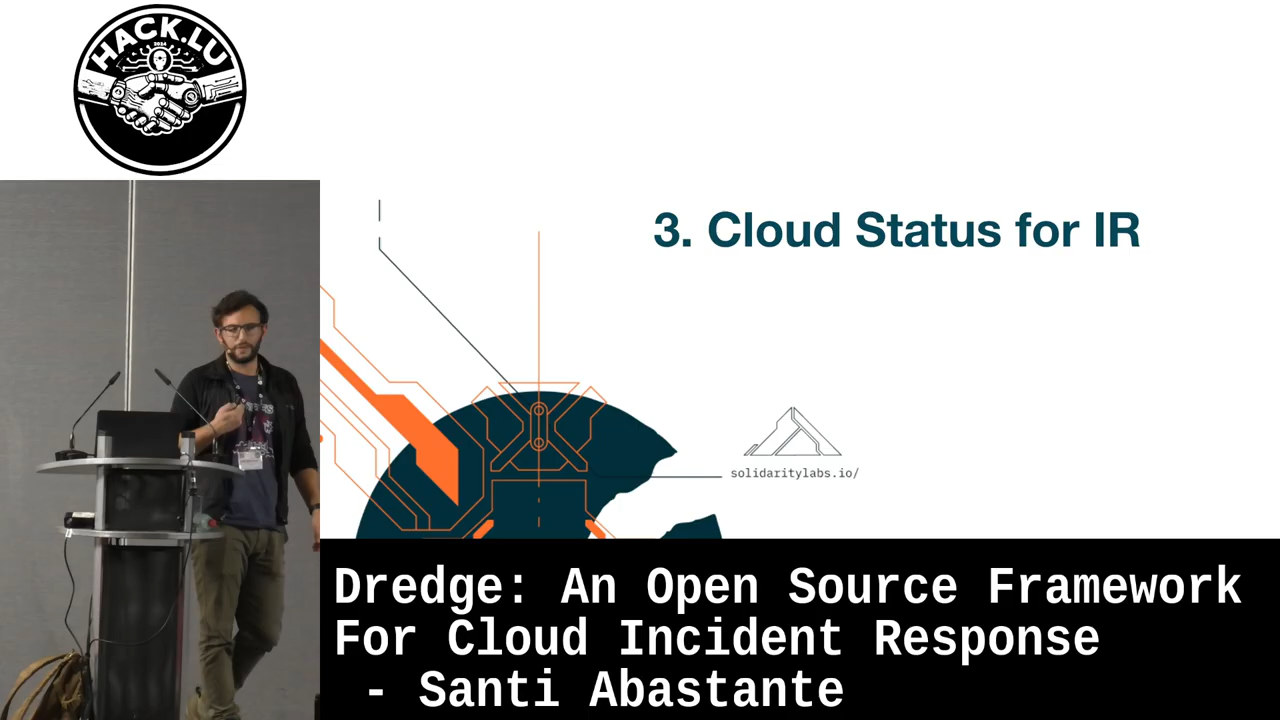 HACK.LU
2024
3. Cloud Status for IR
solidaritylabs.io/
Dredge: An Open Source Framework
For Cloud Incident Response
- Santi Abastante